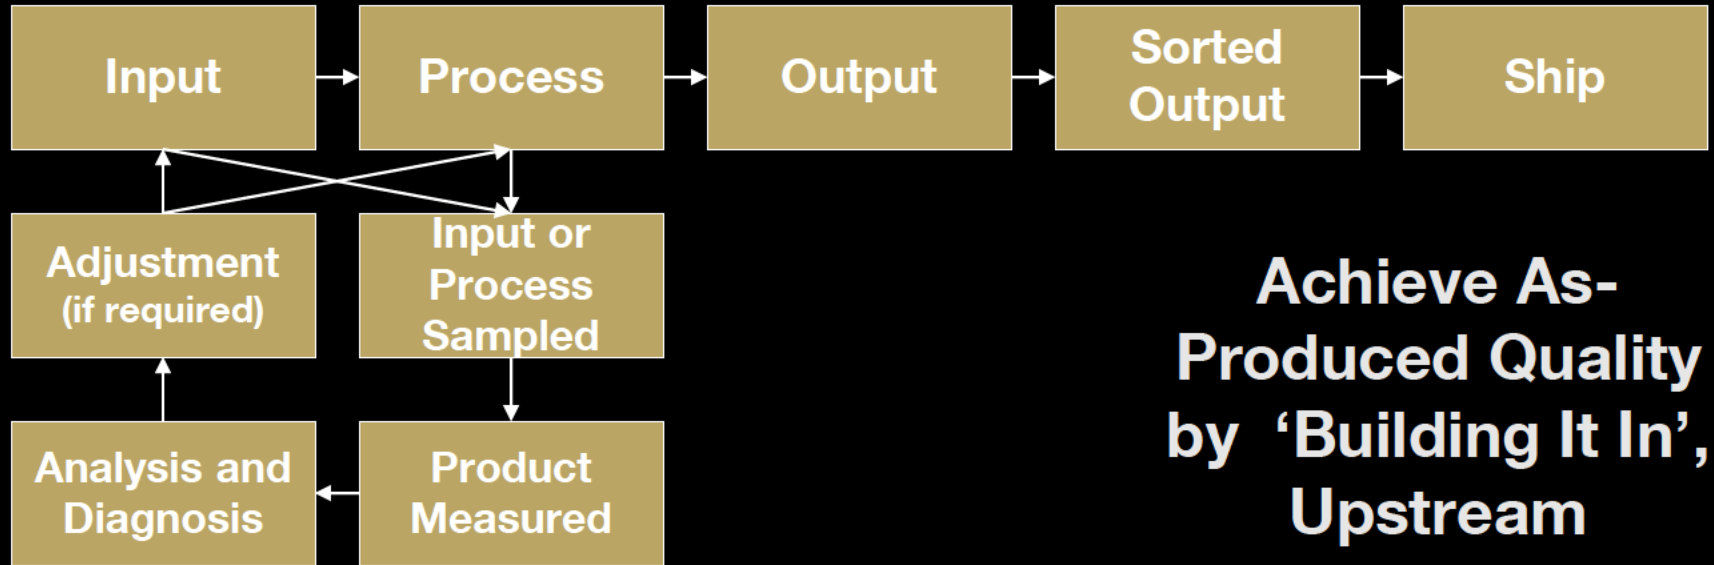 Input
Process
Output
Sorted
Output
Ship
Adjustment
(if required)
Input or
Process
Sampled
Analysis and
Diagnosis
Product
Measured
Achieve As-
Produced Quality
by ‘Building It In’,
Upstream